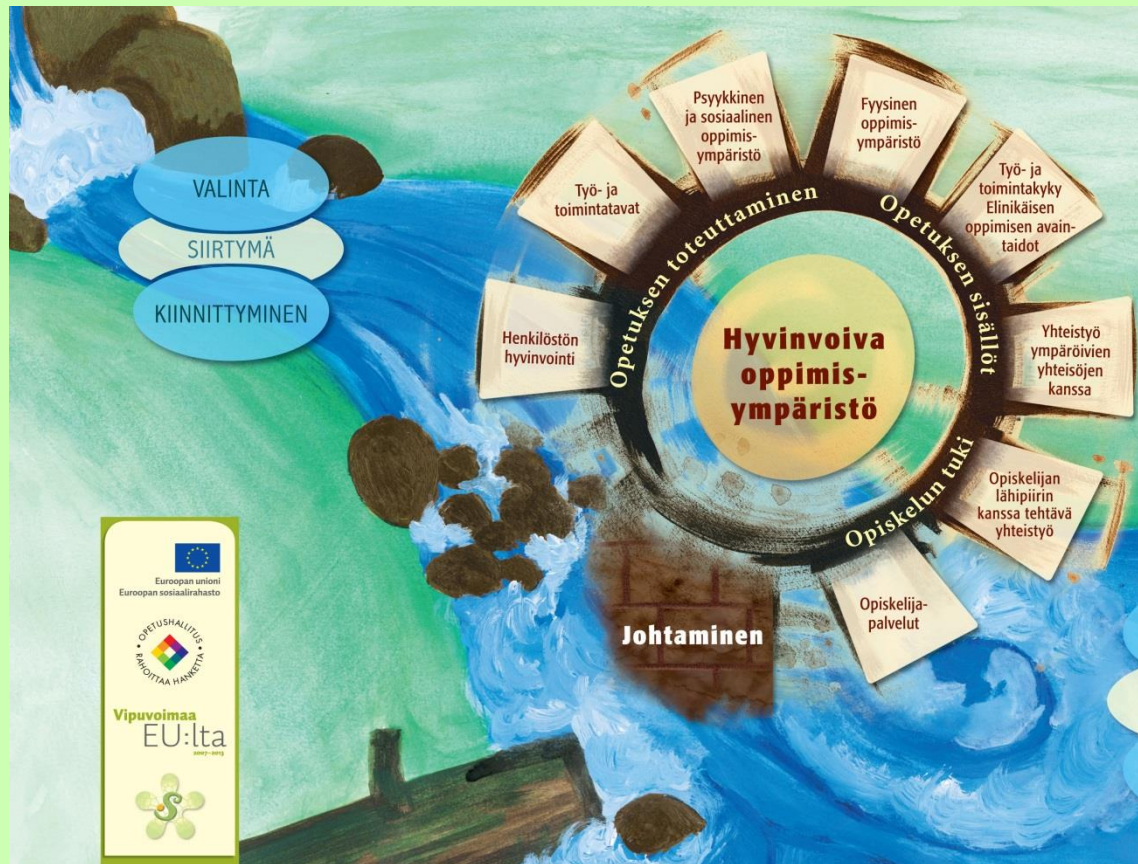 VALINTA
SIIRTYMÄ
KIINNITTYMINEN
Henkilöstön
hyvinvointi
Työ- ja
toimintatavat
Psyykkinen
ja sosiaalinen
oppimis-
ympäristö
Fyysinen
oppimis-
ympäristö
Työ- ja
toimintakyky
Elinikäisen
oppimisen avain-
taidot
Yhteistyö
ympäröivien
yhteisöjen
kanssa
Opiskelijan
lähipiirin
kanssa tehtävä
yhteistyö
Opiskelija-
palvelut
Opetuksen toteuttaminen
Opetuksen sisällöt
Opiskelun tuki
Hyvinvoiva
oppimis-
ympäristö
Johtaminen
Euroopan unioni
Euroopan sosiaalirahasto
OPETUSHALLITUS
RAHOITTAA HANKETTA
Vipuvoimaa
EU:lta
2007–2013
S